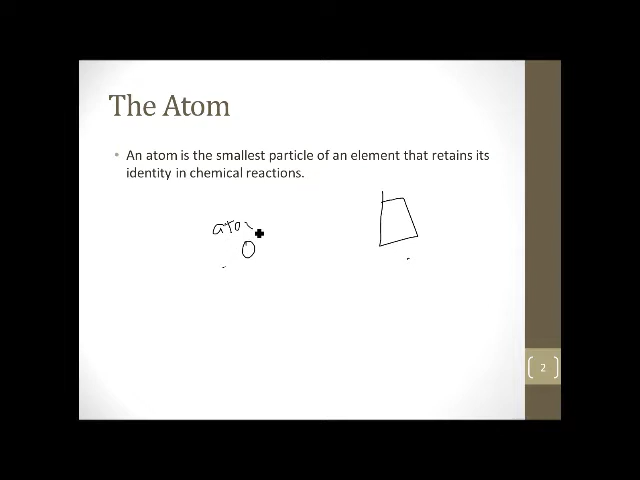 The Atom
• An atom is the smallest particle of an element that retains its
identity in chemical reactions.
ato
2